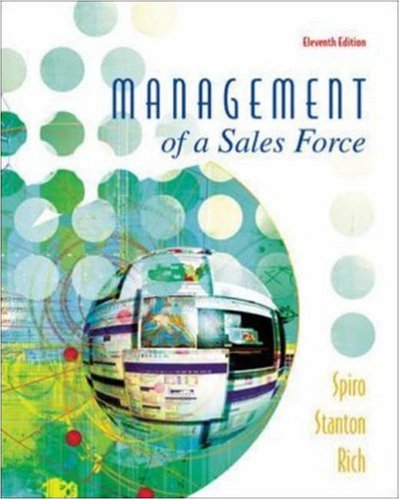 Eleventh Edition
MANAGEMENT
of a Sales Force
Spiro
Stanton
Rich